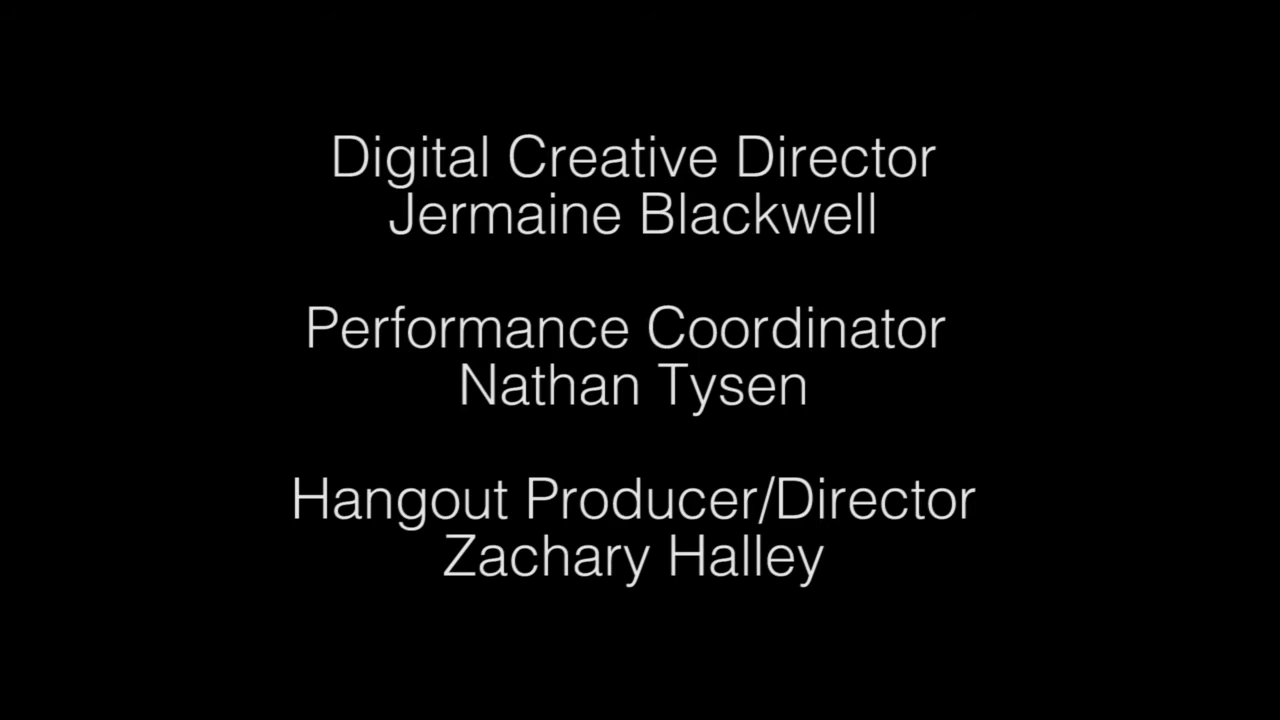 Digital Creative Director
Jermaine Blackwell
Performance Coordinator
Nathan Tysen
Hangout Producer/Director
Zachary Halley